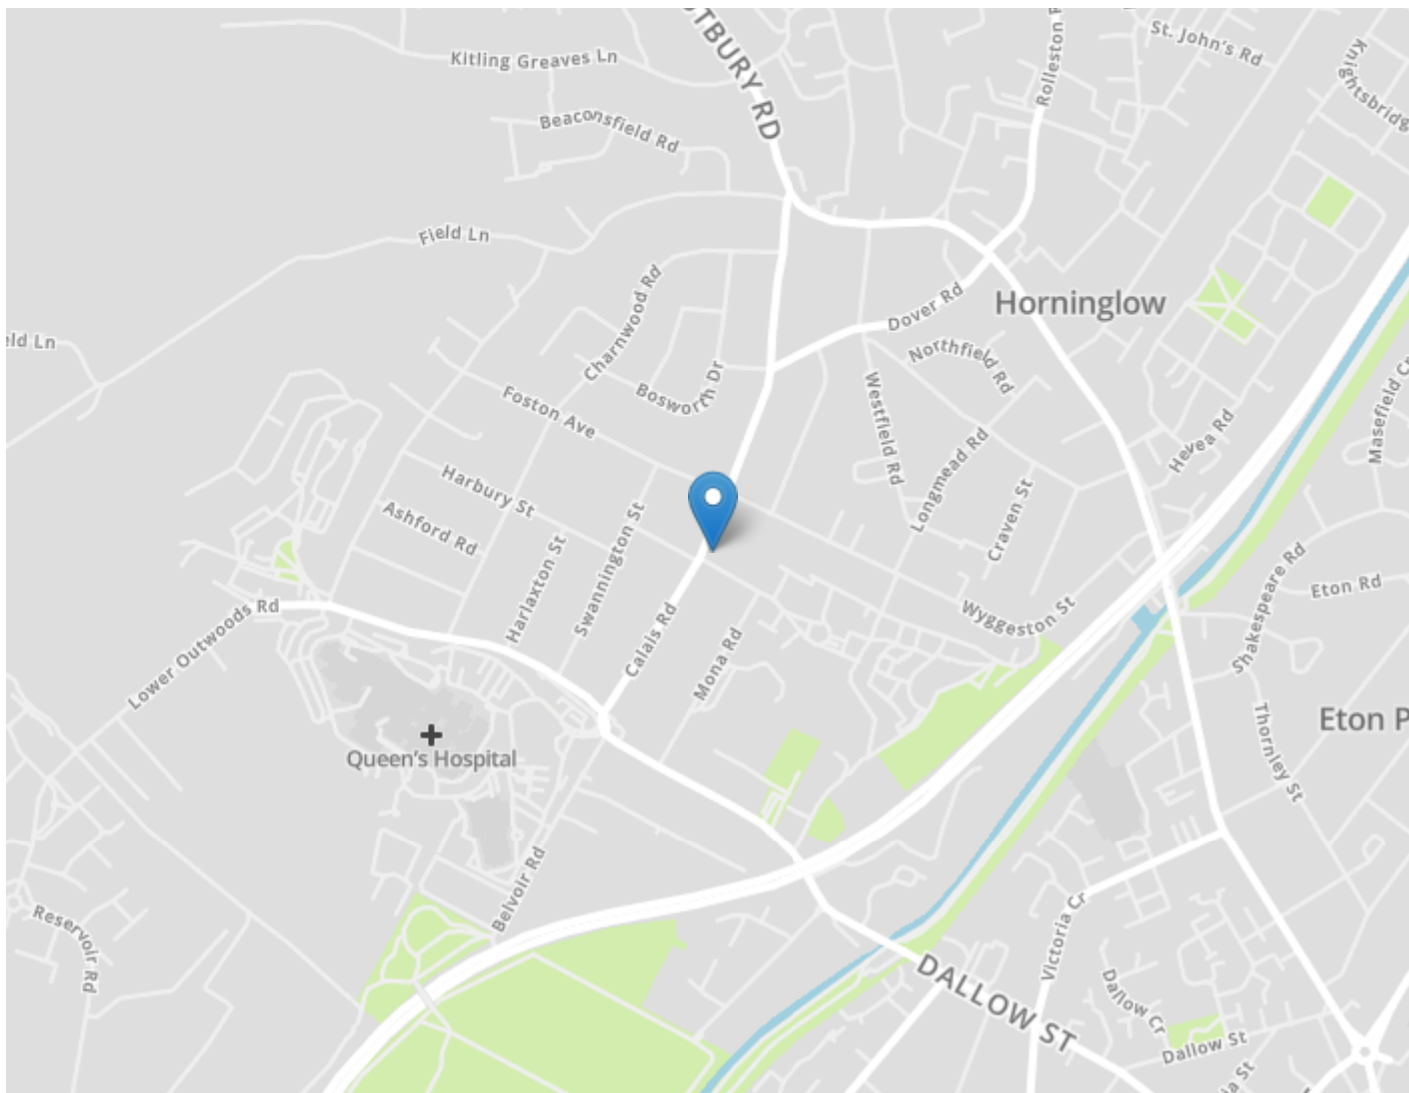 TBURY RD
St. John's Rd
Kitling Greaves Ln
Rolleston
Knightsbridg
Beaconsfield Rd
Field Ln
Charnwood Rd
Horninglow
Dover Rd
eld Ln
Northfield Rd
Bosworth Dr
Westfield Rd
Masefield C
Foston Ave
Hevea Rd
Longmead Rd
Harbury St
Craven St
Ashford Rd
Swannington St
Harlaxton St
Shakespeare Rd
Eton Rd
Wyggeston St
Lower Outwoods Rd
Calais Rd
Mona Rd
Eton P
Thornley St
Queen's Hospital
Belvoir Rd
Victoria Cr
Reservoir Rd
DALLOW ST
Dallow Cr
Dallow St
ia St